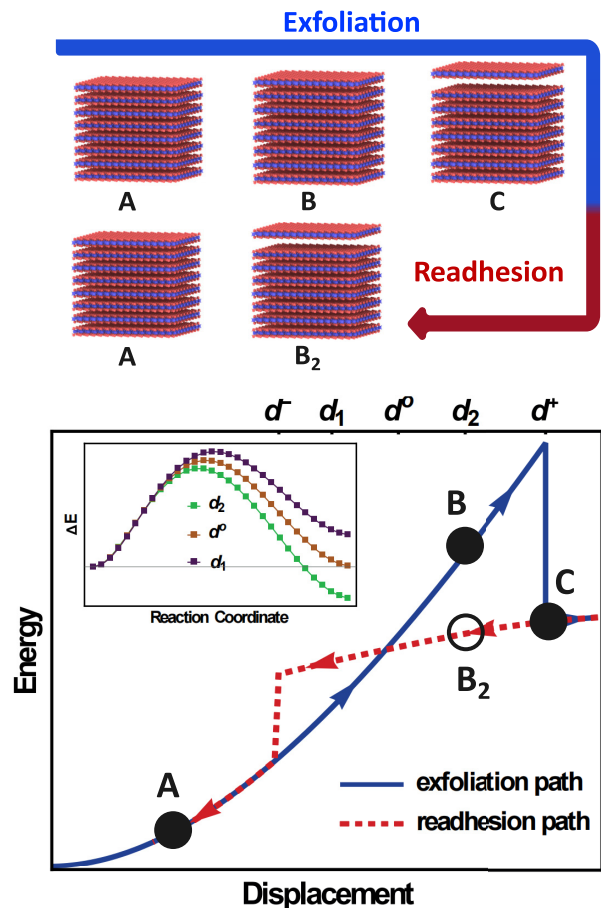 Exfoliation
A
B
C
Readhesion
A
B₂
d⁻ d₁ dᵒ d₂ d⁺
ΔE
d₂
dᵒ
d₁
Reaction Coordinate
B
C
B₂
A
Energy
exfoliation path
readhesion path
Displacement